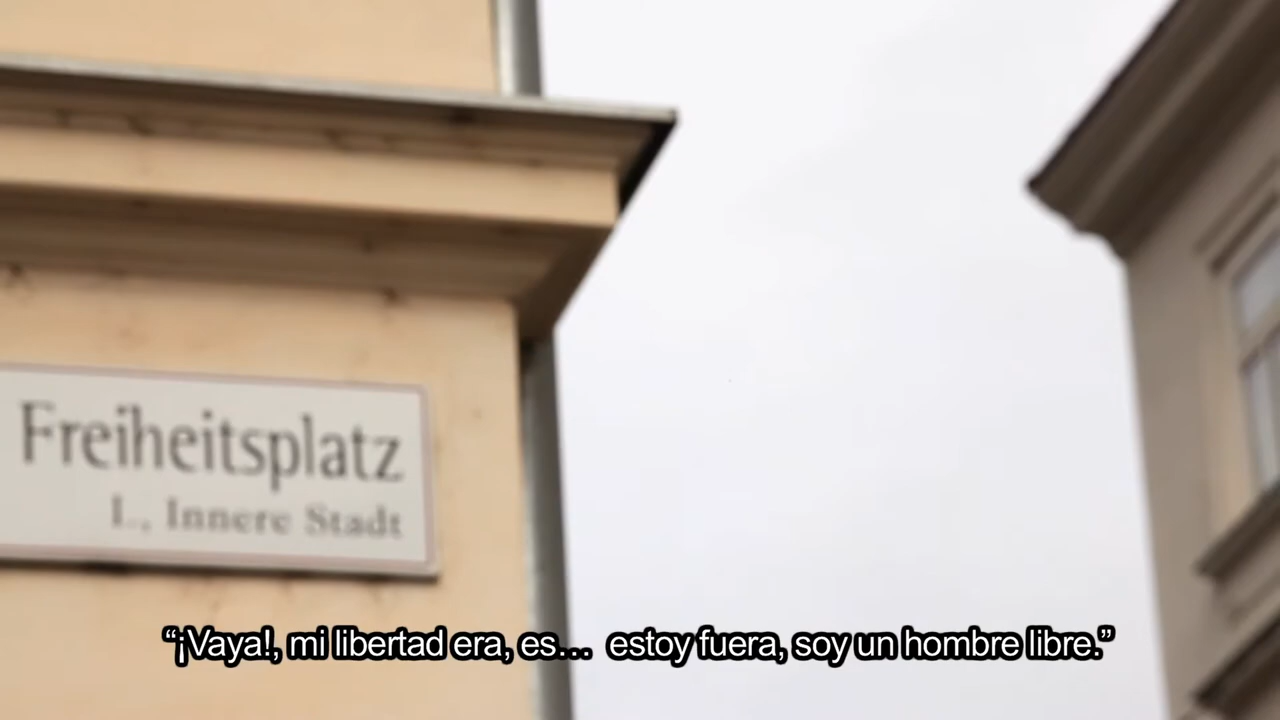 Freiheitsplatz
I., Innere Stadt
“¡Vaya!, mi libertad era, es… estoy fuera, soy un hombre libre.”